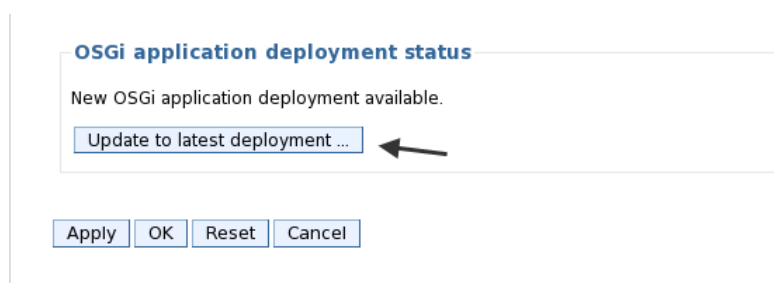 OSGi application deployment status
New OSGi application deployment available.
Update to latest deployment ...
Apply OK Reset Cancel